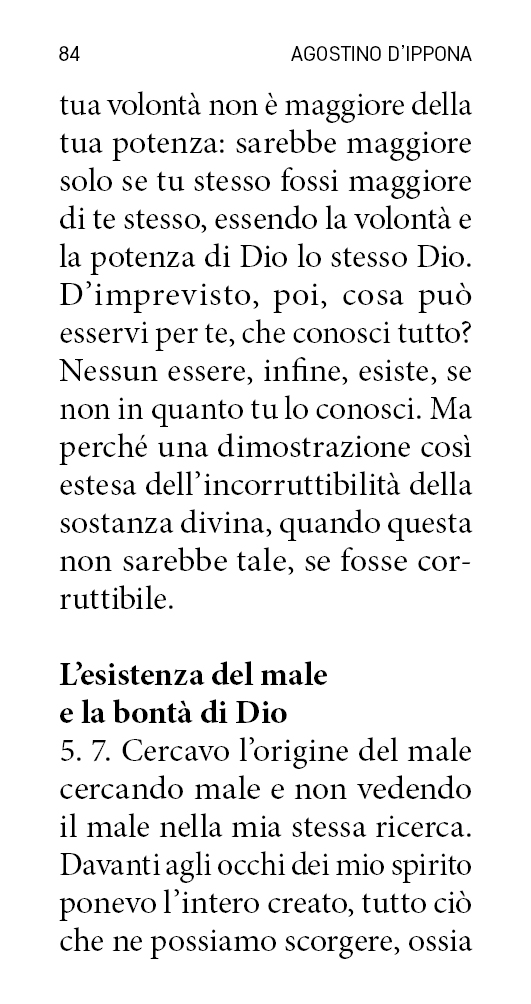 84 AGOSTINO D'IPPONA
tua volontà non è maggiore della
tua potenza: sarebbe maggiore
solo se tu stesso fossi maggiore
di te stesso, essendo la volontà e
la potenza di Dio lo stesso Dio.
D'imprevisto, poi, cosa può
esservi per te, che conosci tutto?
Nessun essere, infine, esiste, se
non in quanto tu lo conosci. Ma
perché una dimostrazione così
estesa dell'incorruttibilità della
sostanza divina, quando questa
non sarebbe tale, se fosse cor-
ruttibile.
L'esistenza del male
e la bontà di Dio
5. 7. Cercavo l'origine del male
cercando male e non vedendo
il male nella mia stessa ricerca.
Davanti agli occhi dei mio spirito
ponevo l'intero creato, tutto ciò
che ne possiamo scorgere, ossia